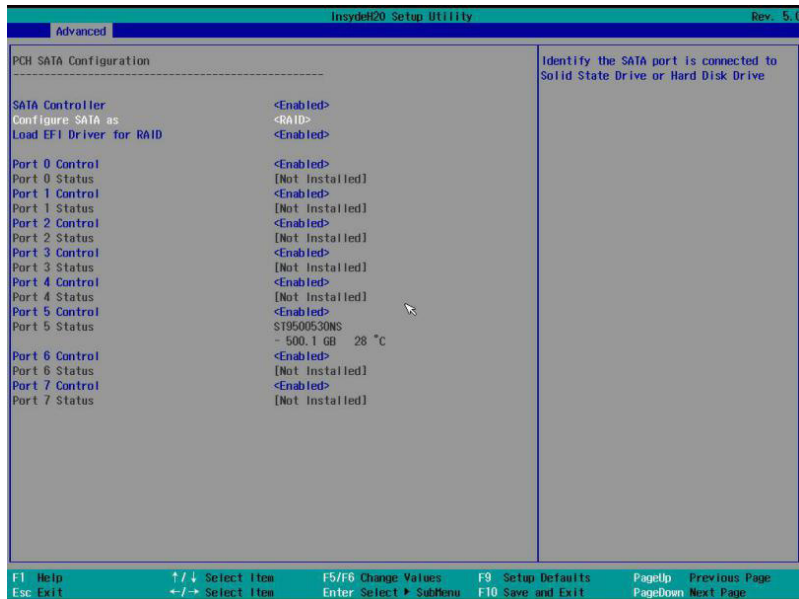 InsydeH20 Setup Utility Rev. 5.0
Advanced
PCH SATA Configuration
Identify the SATA port is connected to
Solid State Drive or Hard Disk Drive
SATA Controller <Enabled>
Configure SATA as <RAID>
Load EFI Driver for RAID <Enabled>
Port 0 Control <Enabled>
Port 0 Status [Not Installed]
Port 1 Control <Enabled>
Port 1 Status [Not Installed]
Port 2 Control <Enabled>
Port 2 Status [Not Installed]
Port 3 Control <Enabled>
Port 3 Status [Not Installed]
Port 4 Control <Enabled>
Port 4 Status [Not Installed]
Port 5 Control <Enabled>
Port 5 Status ST9500530NS
- 500.1 GB 28 °C
Port 6 Control <Enabled>
Port 6 Status [Not Installed]
Port 7 Control <Enabled>
Port 7 Status [Not Installed]
F1 Help ↑/↓ Select Item F5/F6 Change Values F9 Setup Defaults PageUp Previous Page
Esc Exit ←/→ Select Item Enter Select ▶ SubMenu F10 Save and Exit PageDown Next Page